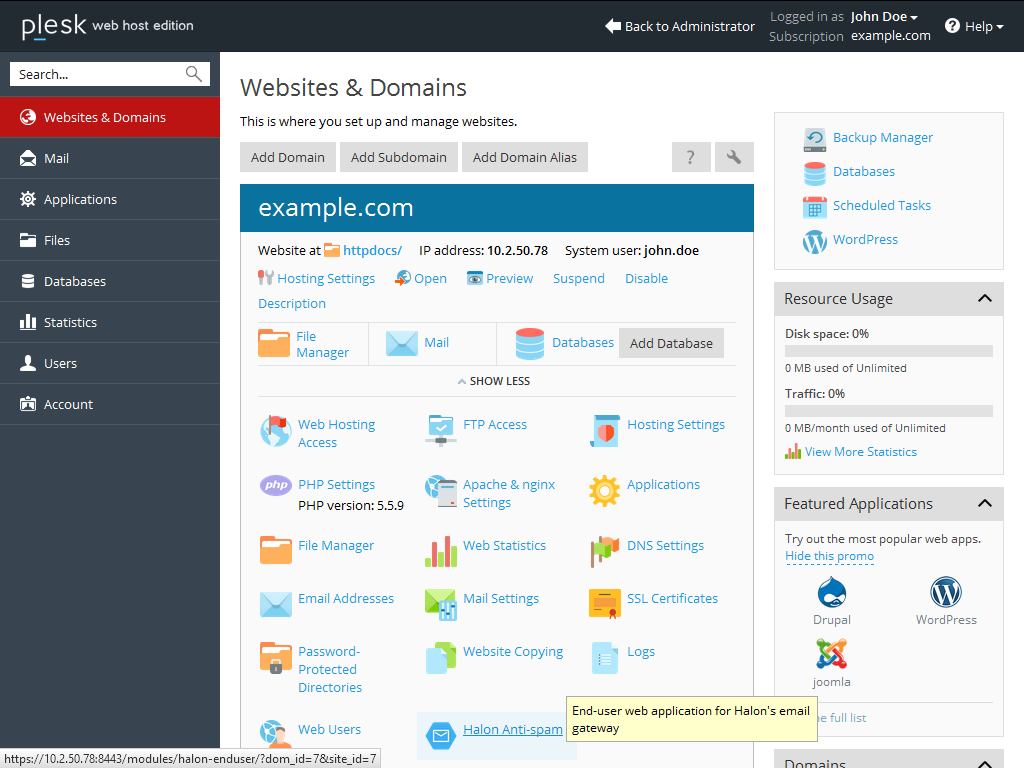 plesk web host edition
Back to Administrator
Logged in as John Doe
Subscription example.com
Help
Search...
Websites & Domains
Mail
Applications
Files
Databases
Statistics
Users
Account
Websites & Domains
This is where you set up and manage websites.
Add Domain
Add Subdomain
Add Domain Alias
?
example.com
Website at httpdocs/ IP address: 10.2.50.78 System user: john.doe
Hosting Settings Open Preview Suspend Disable
Description
File
Manager
Mail
Databases
Add Database
SHOW LESS
Web Hosting
Access
FTP Access
Hosting Settings
php
PHP Settings
PHP version: 5.5.9
Apache & nginx
Settings
Applications
File Manager
Web Statistics
DNS Settings
Email Addresses
Mail Settings
SSL Certificates
Password-
Protected
Directories
Website Copying
Logs
Web Users
Halon Anti-spam
End-user web application for Halon's email
gateway
Backup Manager
Databases
Scheduled Tasks
WordPress
Resource Usage
Disk space: 0%
0 MB used of Unlimited
Traffic: 0%
0 MB/month used of Unlimited
View More Statistics
Featured Applications
Try out the most popular web apps.
Hide this promo
Drupal
WordPress
joomla
full list
Domains
https://10.2.50.78:8443/modules/halon-enduser/?dom_id=7&site_id=7